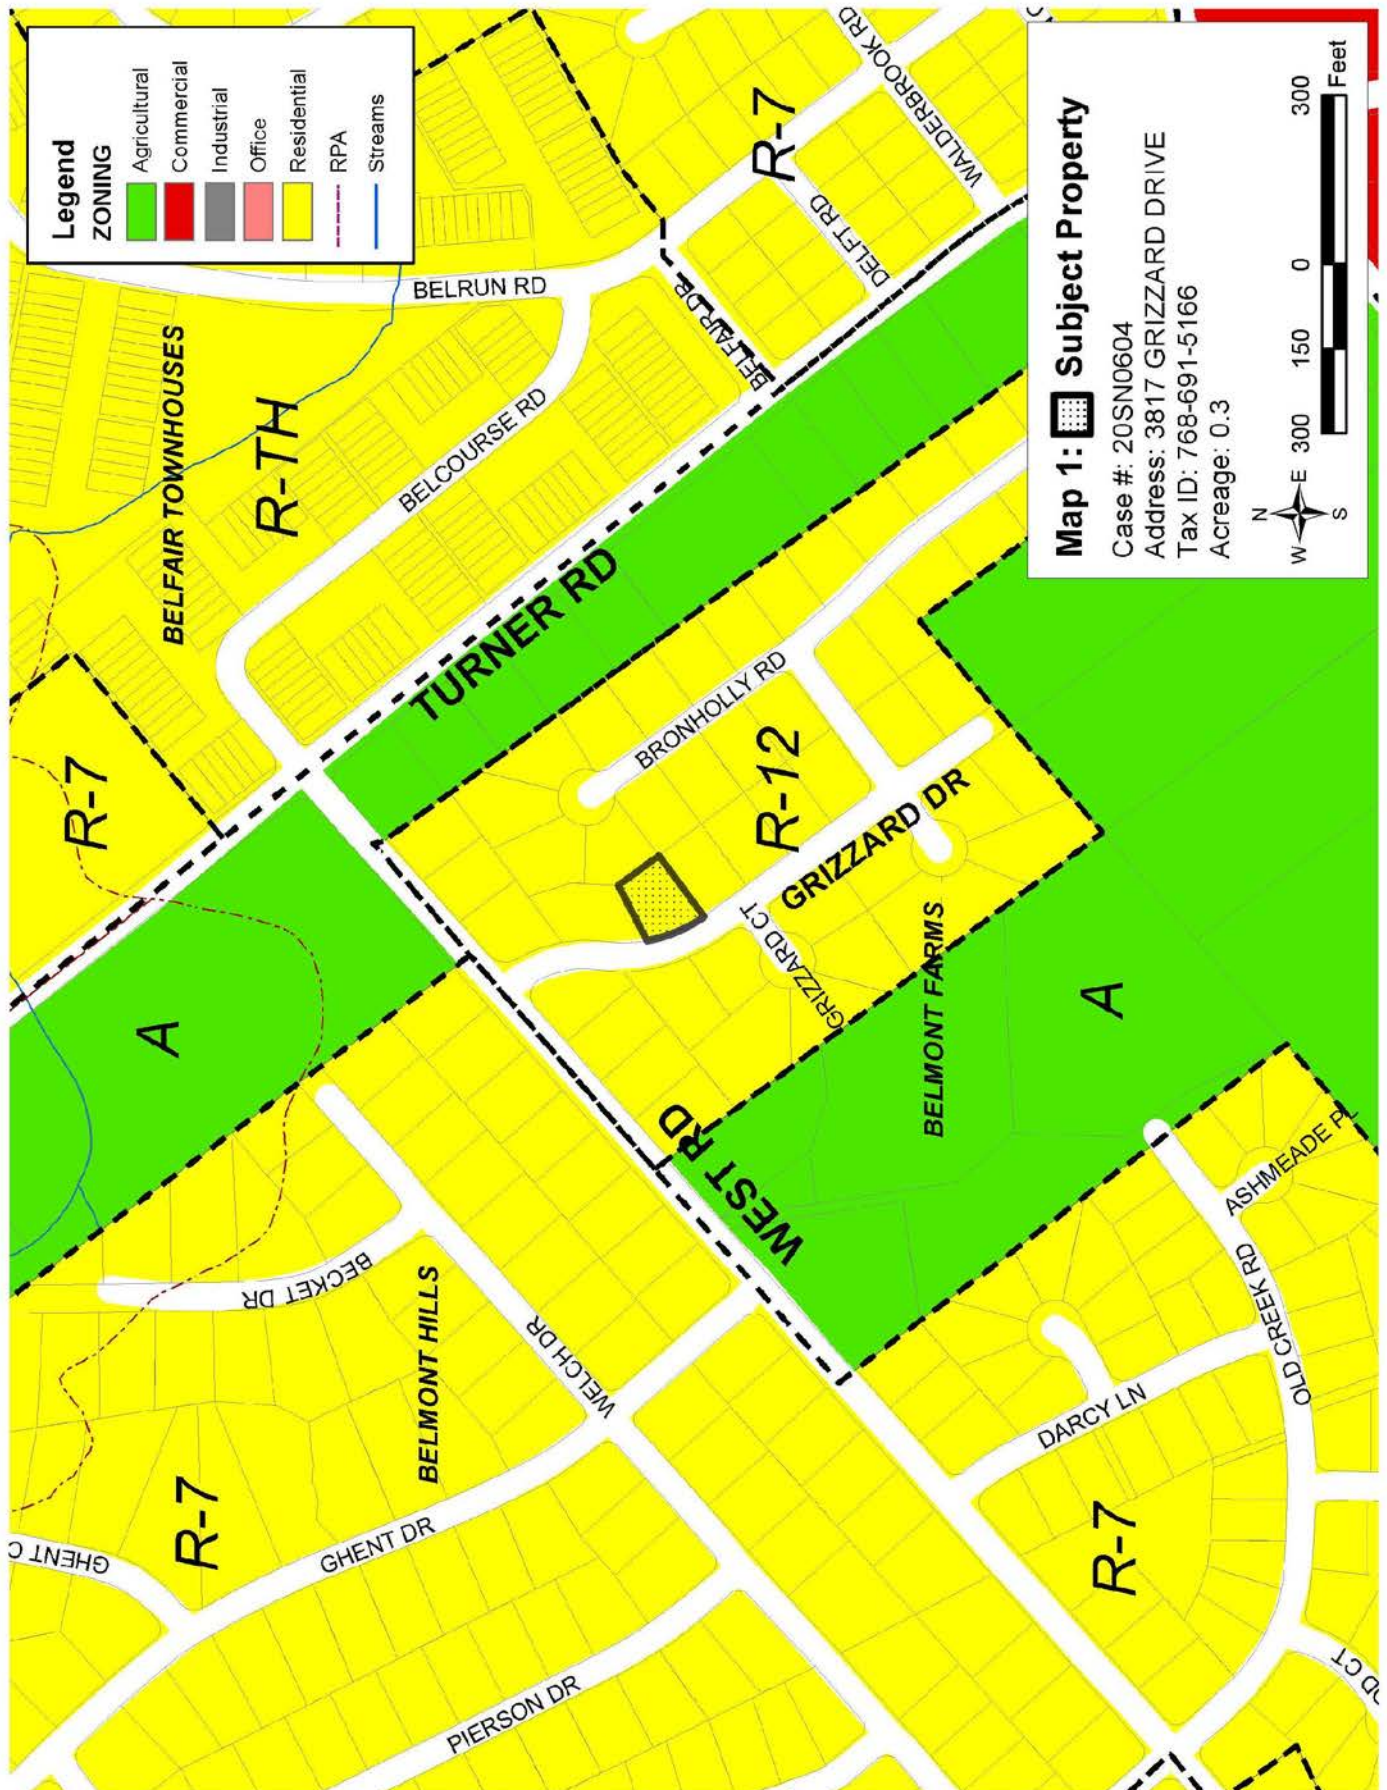 Legend
ZONING
Agricultural
Commercial
Industrial
Office
Residential
RPA
Streams
Map 1: Subject Property
Case #: 20SN0604
Address: 3817 GRIZZARD DRIVE
Tax ID: 768-691-5166
Acreage: 0.3
N
W E
S
300 150 0 300
Feet
GHENT C
R-7
GHENT DR
PIERSON DR
BELMONT HILLS
BECKET DR
WELCH DR
A
R-7
BELFAIR TOWNHOUSES
R-TH
BELRUN RD
BELCOURSE RD
BELFAIR DR
TURNER RD
R-7
DELFT RD
WALDERBROOK RD
WEST RD
BRONHOLLY RD
R-12
GRIZZARD DR
GRIZZARD CT
BELMONT FARMS
A
ASHMEADE PL
OLD CREEK RD
DARCY LN
R-7
OD CT